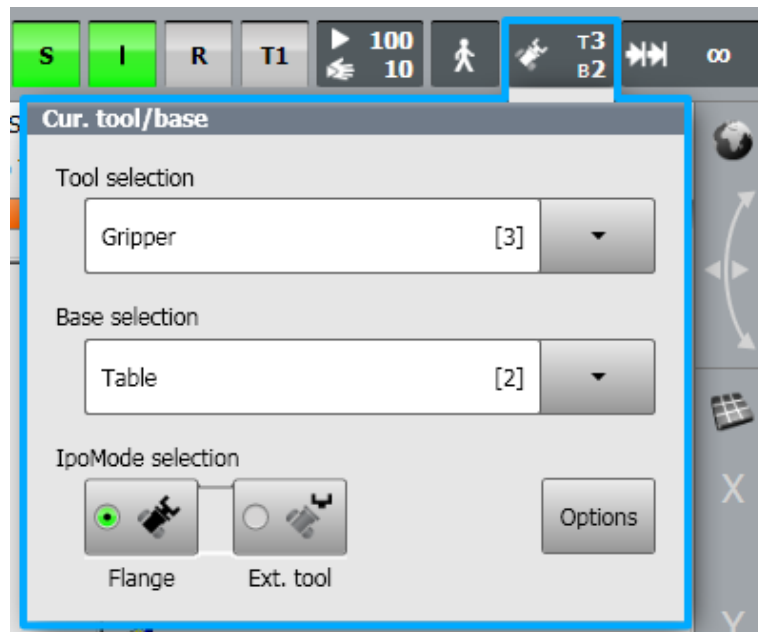 S I R T1 100 T3 ∞
10 B2
Cur. tool/base
Tool selection
Gripper [3]
Base selection
Table [2]
IpoMode selection
Options
Flange Ext. tool
X
Y